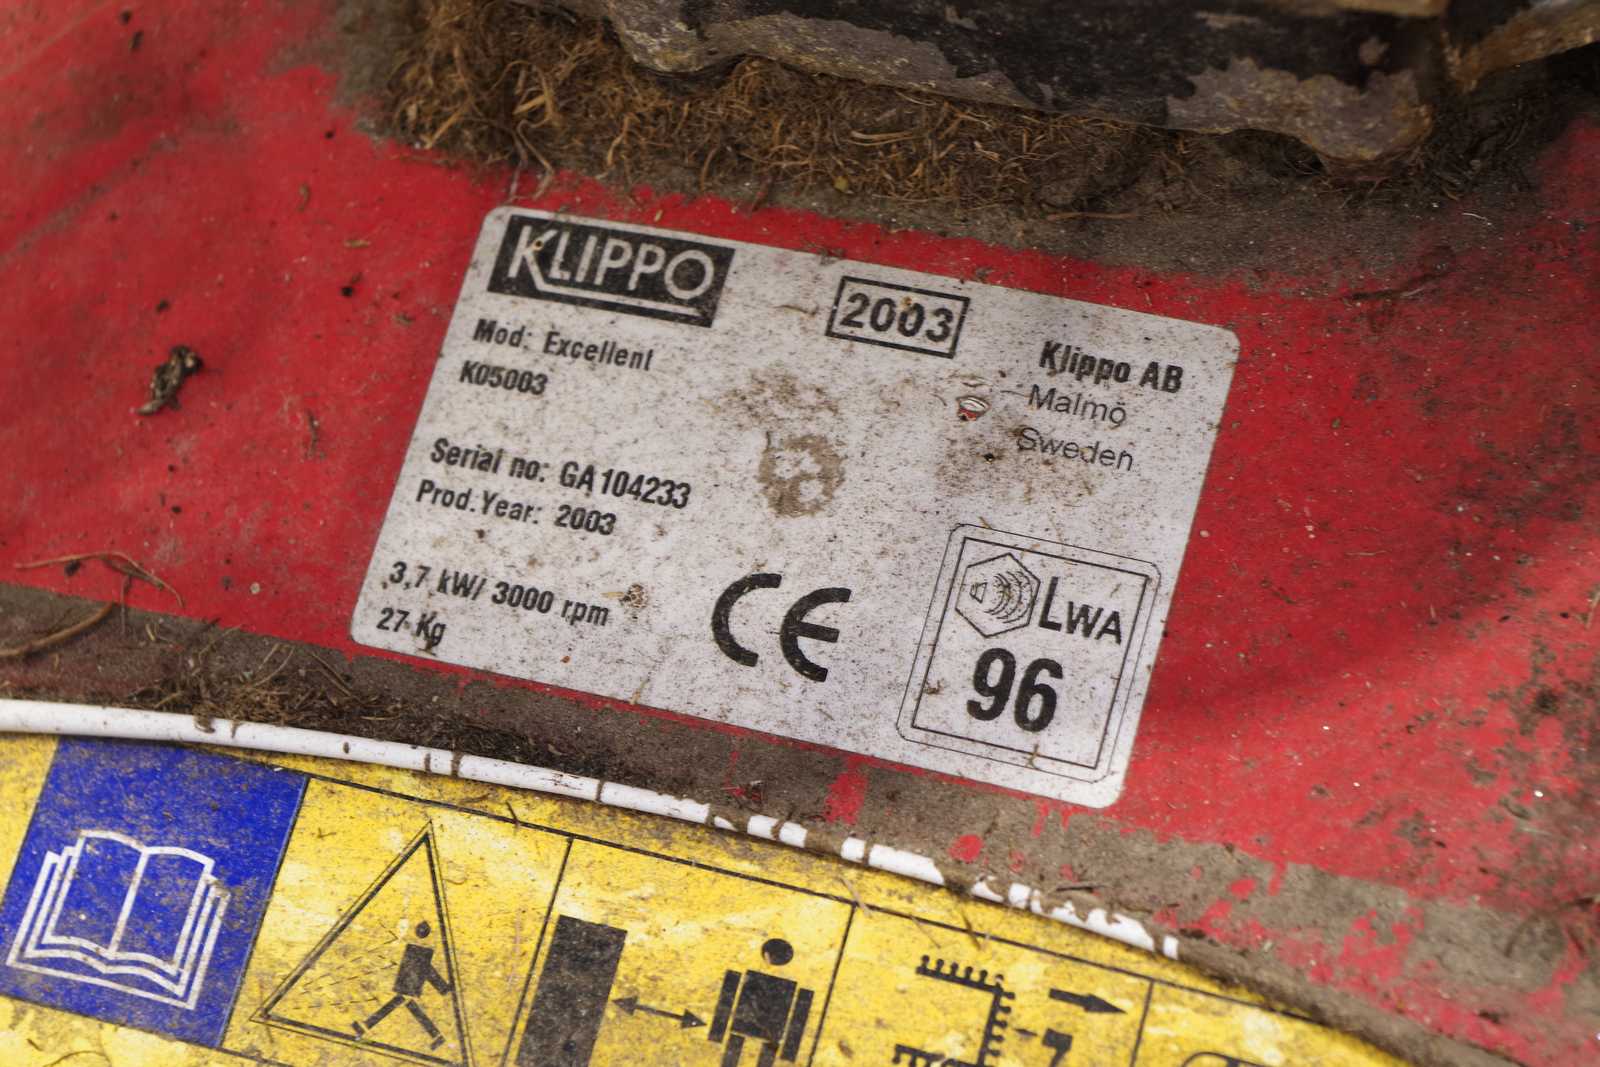 KLIPPO
2003
Mod: Excellent
K05003
Klippo AB
Malmö
Sweden
Serial no: GA104233
Prod.Year: 2003
3,7 kW/ 3000 rpm
27 Kg
CE
LWA
96